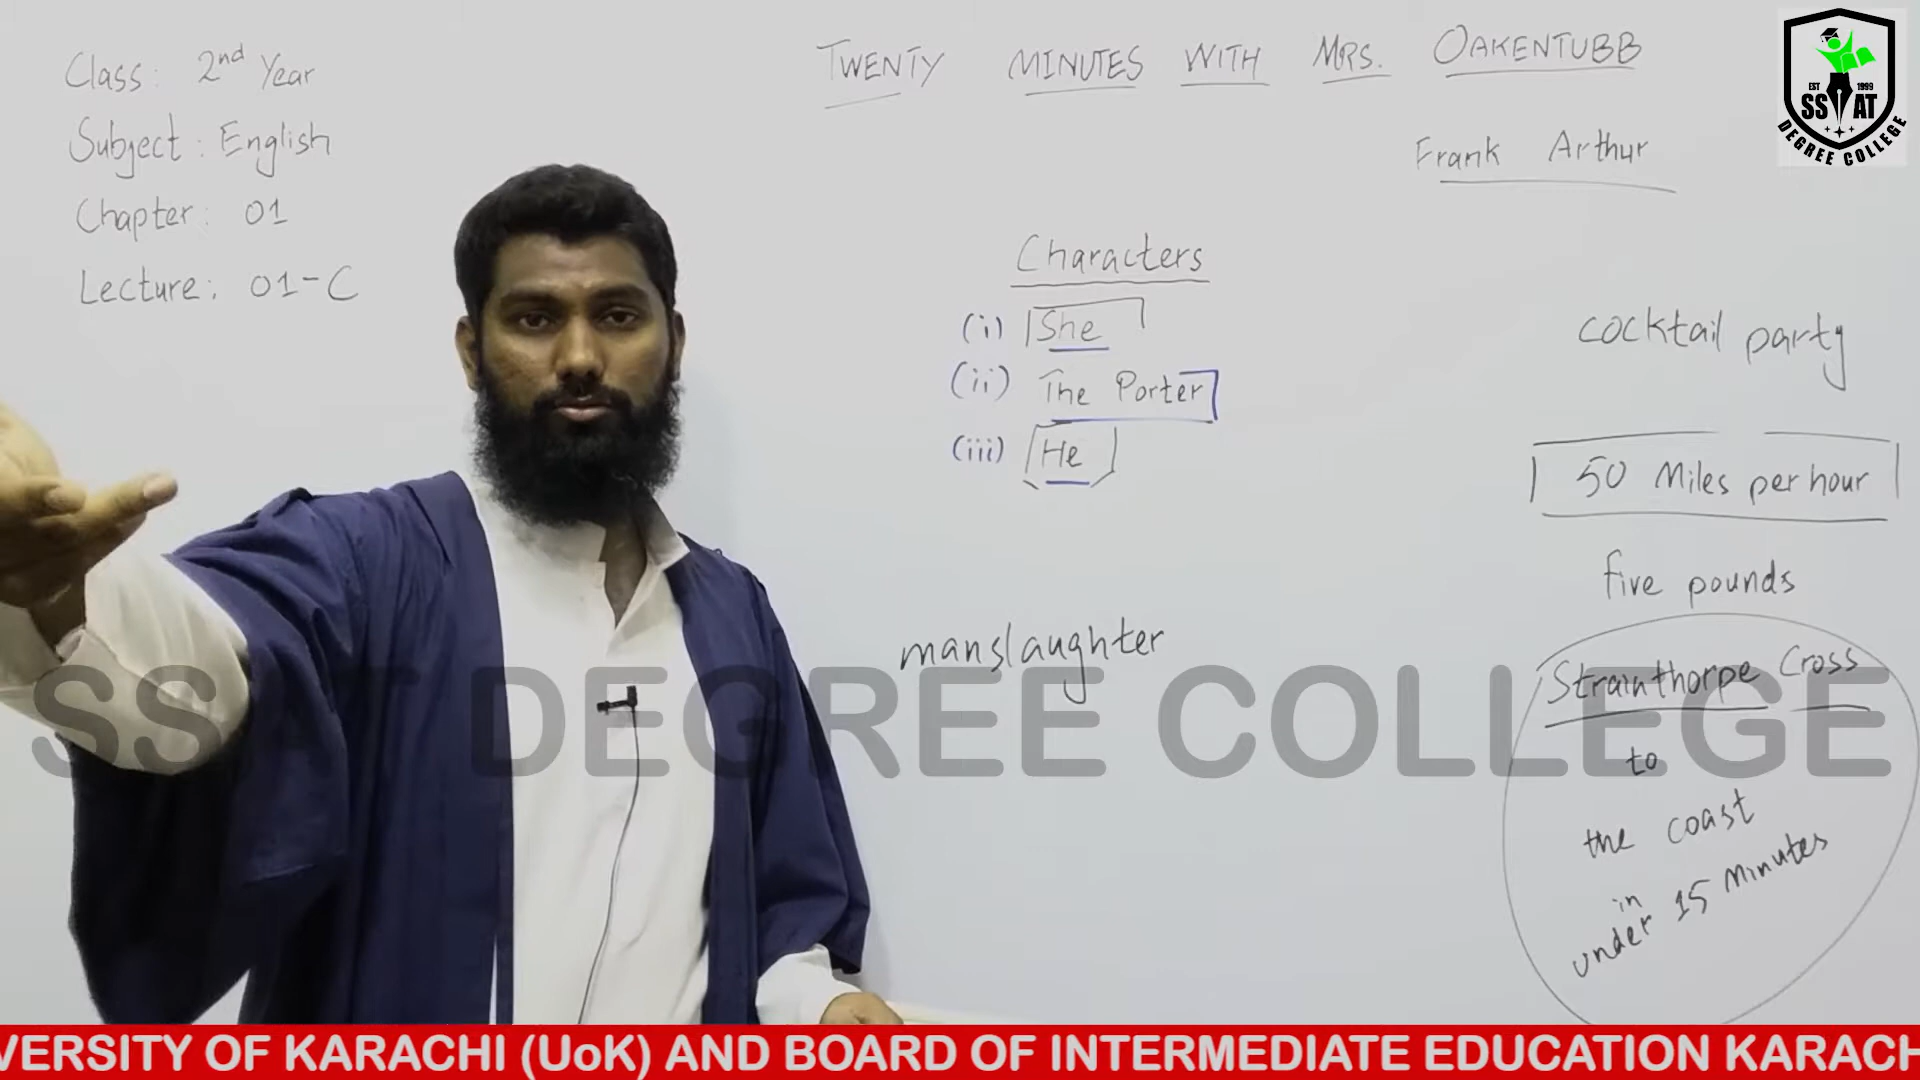 Class: 2nd Year
Subject: English
Chapter: 01
Lecture: 01-C
TWENTY MINUTES WITH MRS. OAKENTUBB
Frank Arthur
Characters
(i) She
(ii) The Porter
(iii) He
manslaughter
cocktail party
50 Miles per hour
five pounds
Strainthorpe Cross
to
the coast
in
under 15 Minutes
EST 1999
SSAT
DEGREE COLLEGE
SSAT DEGREE COLLEGE
VERSITY OF KARACHI (UoK) AND BOARD OF INTERMEDIATE EDUCATION KARACH